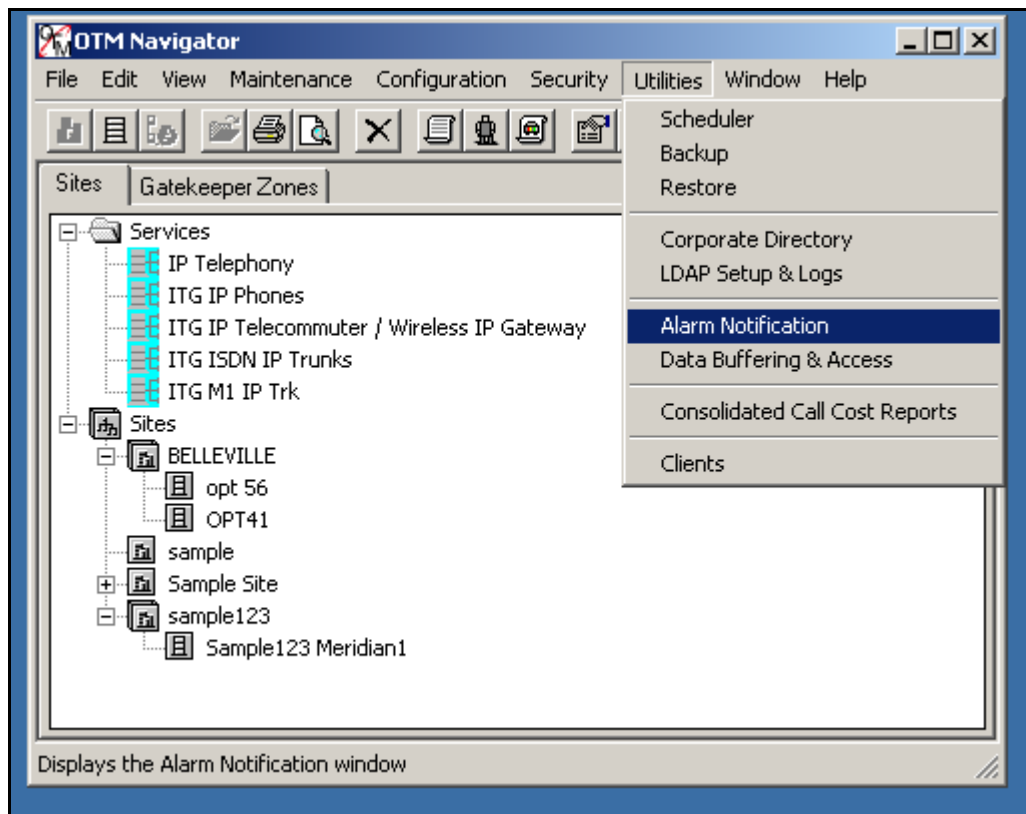 OTM Navigator
File Edit View Maintenance Configuration Security Utilities Window Help
Scheduler
Backup
Restore
Corporate Directory
LDAP Setup & Logs
Alarm Notification
Data Buffering & Access
Consolidated Call Cost Reports
Clients
Sites Gatekeeper Zones
Services
IP Telephony
ITG IP Phones
ITG IP Telecommuter / Wireless IP Gateway
ITG ISDN IP Trunks
ITG M1 IP Trk
Sites
BELLEVILLE
opt 56
OPT41
sample
Sample Site
sample123
Sample123 Meridian1
Displays the Alarm Notification window